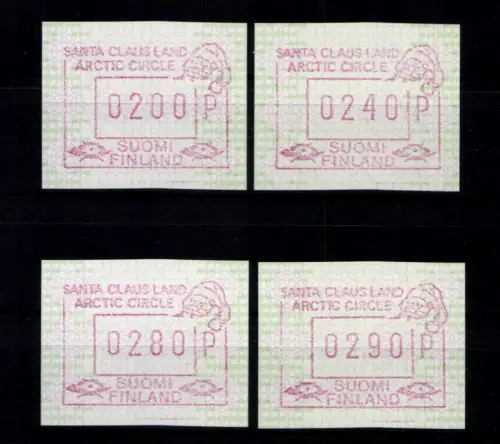 SANTA CLAUS LAND
ARCTIC CIRCLE
0200 P
SUOMI
FINLAND
SANTA CLAUS LAND
ARCTIC CIRCLE
0240 P
SUOMI
FINLAND
SANTA CLAUS LAND
ARCTIC CIRCLE
0280 P
SUOMI
FINLAND
SANTA CLAUS LAND
ARCTIC CIRCLE
0290 P
SUOMI
FINLAND